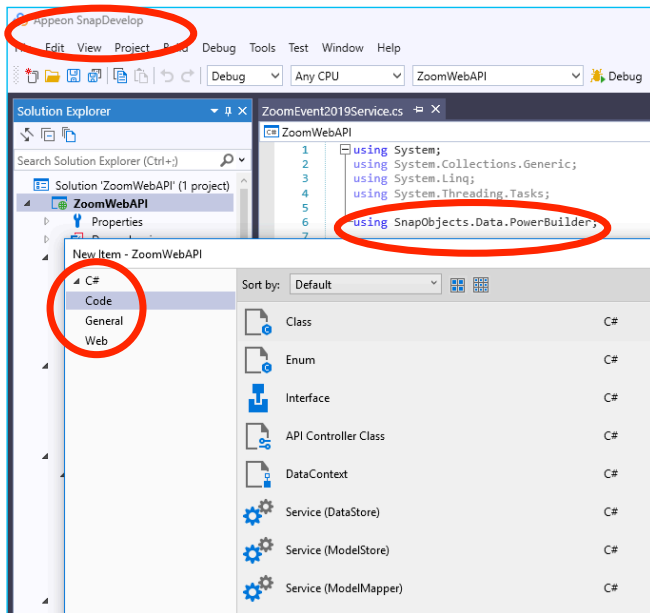 Appeon SnapDevelop
File Edit View Project Build Debug Tools Test Window Help
Debug Any CPU ZoomWebAPI Debug
Solution Explorer
ZoomEvent2019Service.cs
C# ZoomWebAPI
Search Solution Explorer (Ctrl+;)
1 using System;
2 using System.Collections.Generic;
3 using System.Linq;
4 using System.Threading.Tasks;
5
6 using SnapObjects.Data.PowerBuilder;
7
Solution 'ZoomWebAPI' (1 project)
ZoomWebAPI
Properties
New Item - ZoomWebAPI
C#
Code
General
Web
Sort by: Default
Class C#
Enum C#
Interface C#
API Controller Class C#
DataContext C#
Service (DataStore) C#
Service (ModelStore) C#
Service (ModelMapper) C#